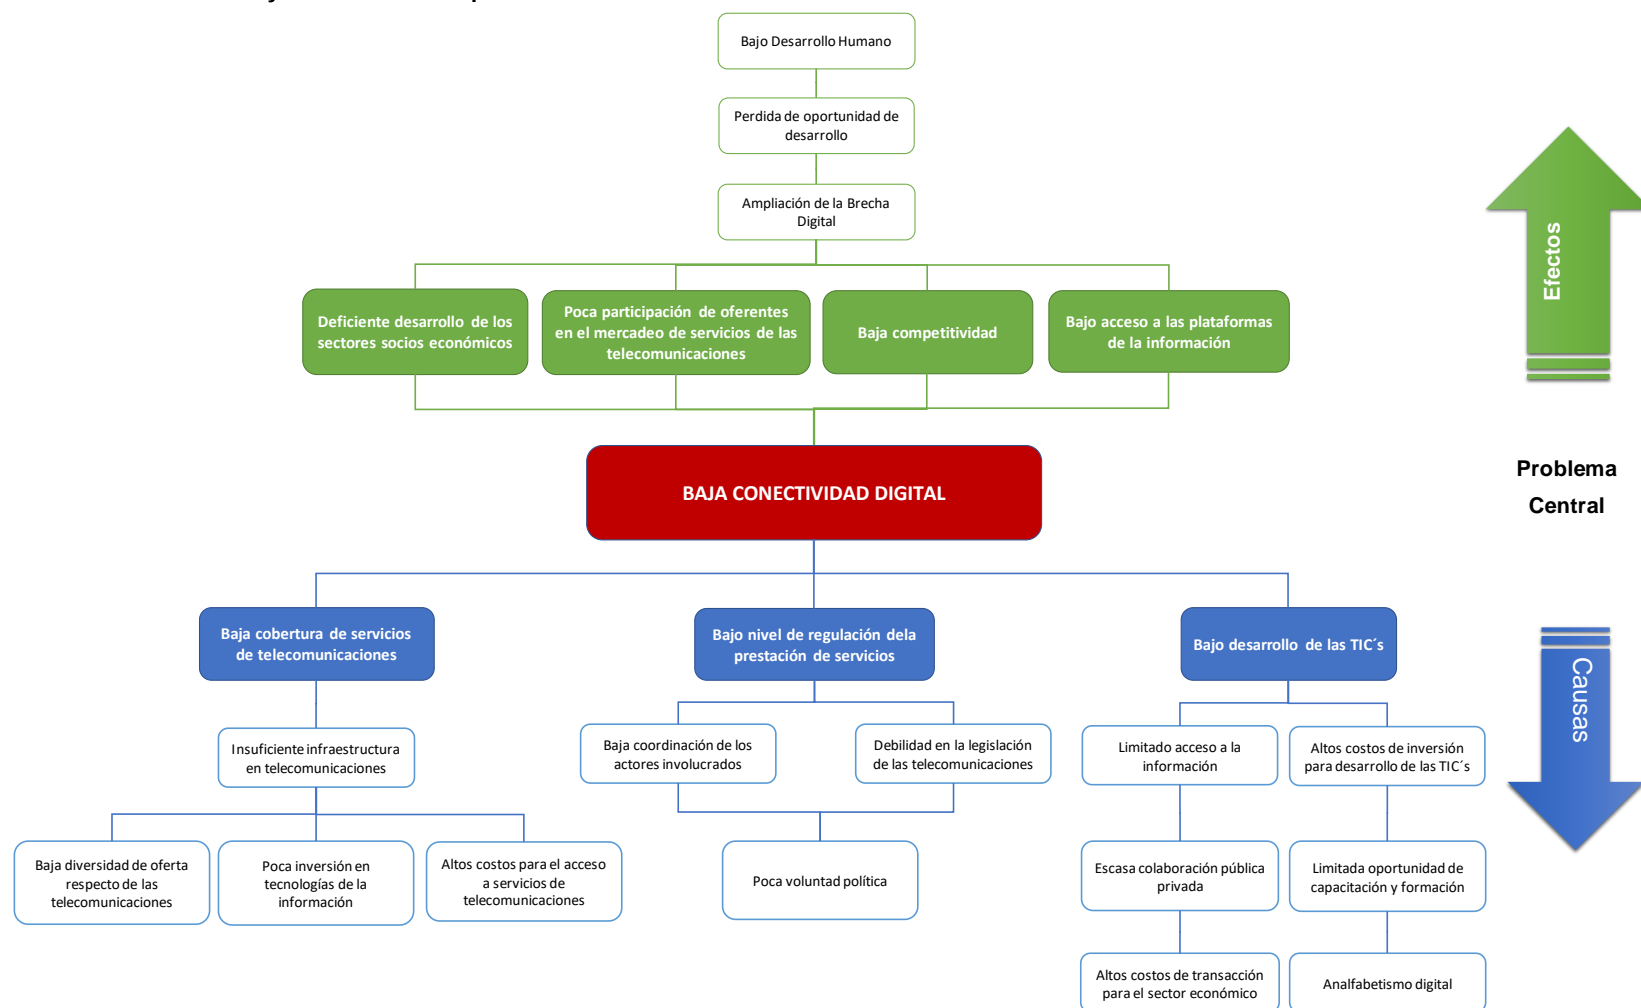 Bajo Desarrollo Humano
Perdida de oportunidad de
desarrollo
Ampliación de la Brecha
Digital
Efectos
Deficiente desarrollo de los
sectores socios económicos
Poca participación de oferentes
en el mercadeo de servicios de las
telecomunicaciones
Baja competitividad
Bajo acceso a las plataformas
de la información
BAJA CONECTIVIDAD DIGITAL
Problema
Central
Baja cobertura de servicios
de telecomunicaciones
Bajo nivel de regulación dela
prestación de servicios
Bajo desarrollo de las TIC´s
Causas
Insuficiente infraestructura
en telecomunicaciones
Baja coordinación de los
actores involucrados
Debilidad en la legislación
de las telecomunicaciones
Limitado acceso a la
información
Altos costos de inversión
para desarrollo de las TIC´s
Baja diversidad de oferta
respecto de las
telecomunicaciones
Poca inversión en
tecnologías de la
información
Altos costos para el acceso
a servicios de
telecomunicaciones
Poca voluntad política
Escasa colaboración pública
privada
Limitada oportunidad de
capacitación y formación
Altos costos de transacción
para el sector económico
Analfabetismo digital